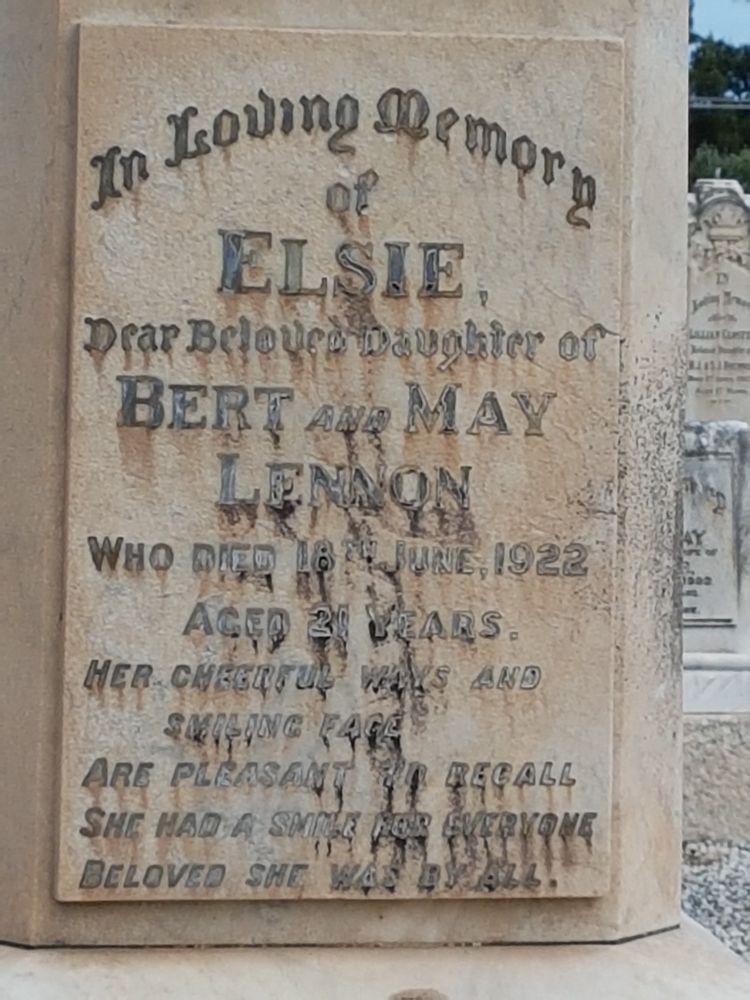 In Loving Memory
of
ELSIE,
Dear Beloved Daughter of
BERT AND MAY
LENNON
WHO DIED 18TH JUNE, 1922
AGED 21 YEARS.
HER CHEERFUL WAYS AND
SMILING FACE
ARE PLEASANT TO RECALL
SHE HAD A SMILE FOR EVERYONE
BELOVED SHE WAS BY ALL.